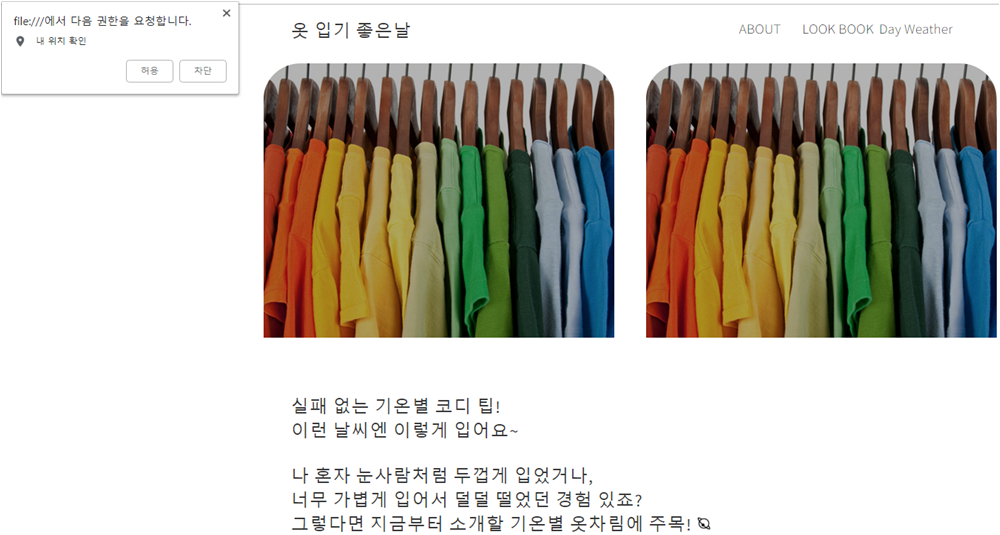 file:///에서 다음 권한을 요청합니다.
내 위치 확인
허용 차단
옷 입기 좋은날
ABOUT LOOK BOOK Day Weather
실패 없는 기온별 코디 팁!
이런 날씨엔 이렇게 입어요~
나 혼자 눈사람처럼 두껍게 입었거나,
너무 가볍게 입어서 덜덜 떨었던 경험 있죠?
그렇다면 지금부터 소개할 기온별 옷차림에 주목!